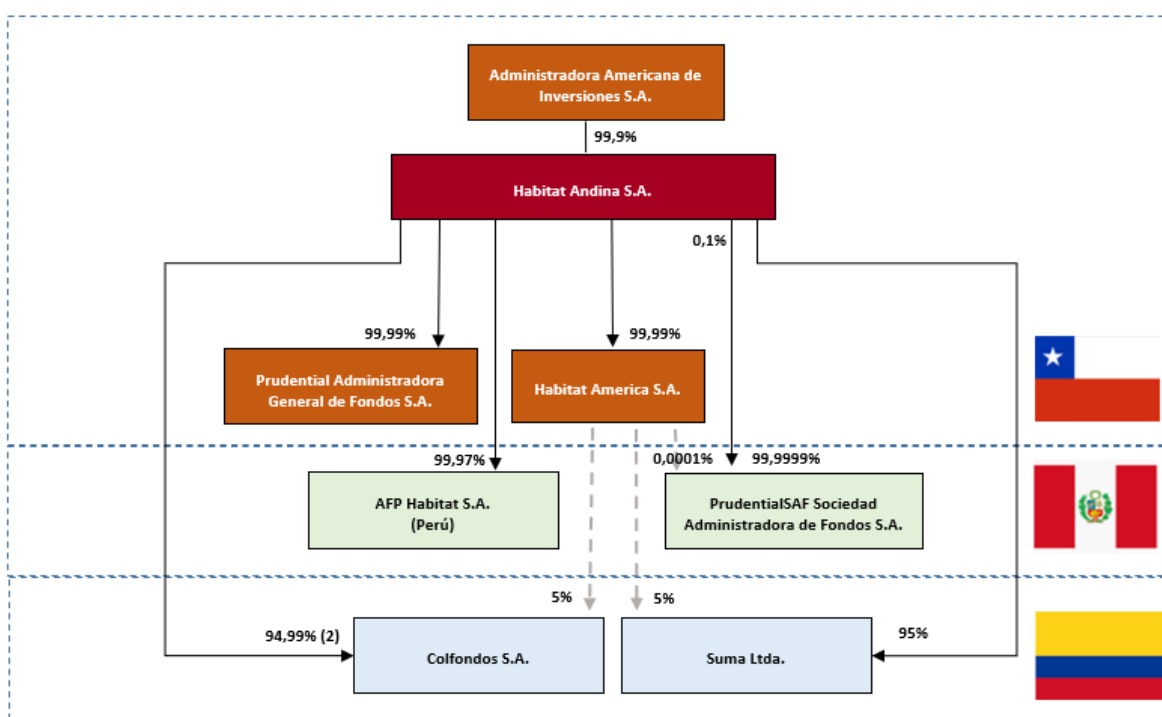 Administradora Americana de
Inversiones S.A.
99,9%
Habitat Andina S.A.
0,1%
99,99%
99,99%
Prudential Administradora
General de Fondos S.A.
Habitat America S.A.
99,97%
0,0001%
99,9999%
AFP Habitat S.A.
(Perú)
PrudentialSAF Sociedad
Administradora de Fondos S.A.
5%
5%
94,99% (2)
95%
Colfondos S.A.
Suma Ltda.